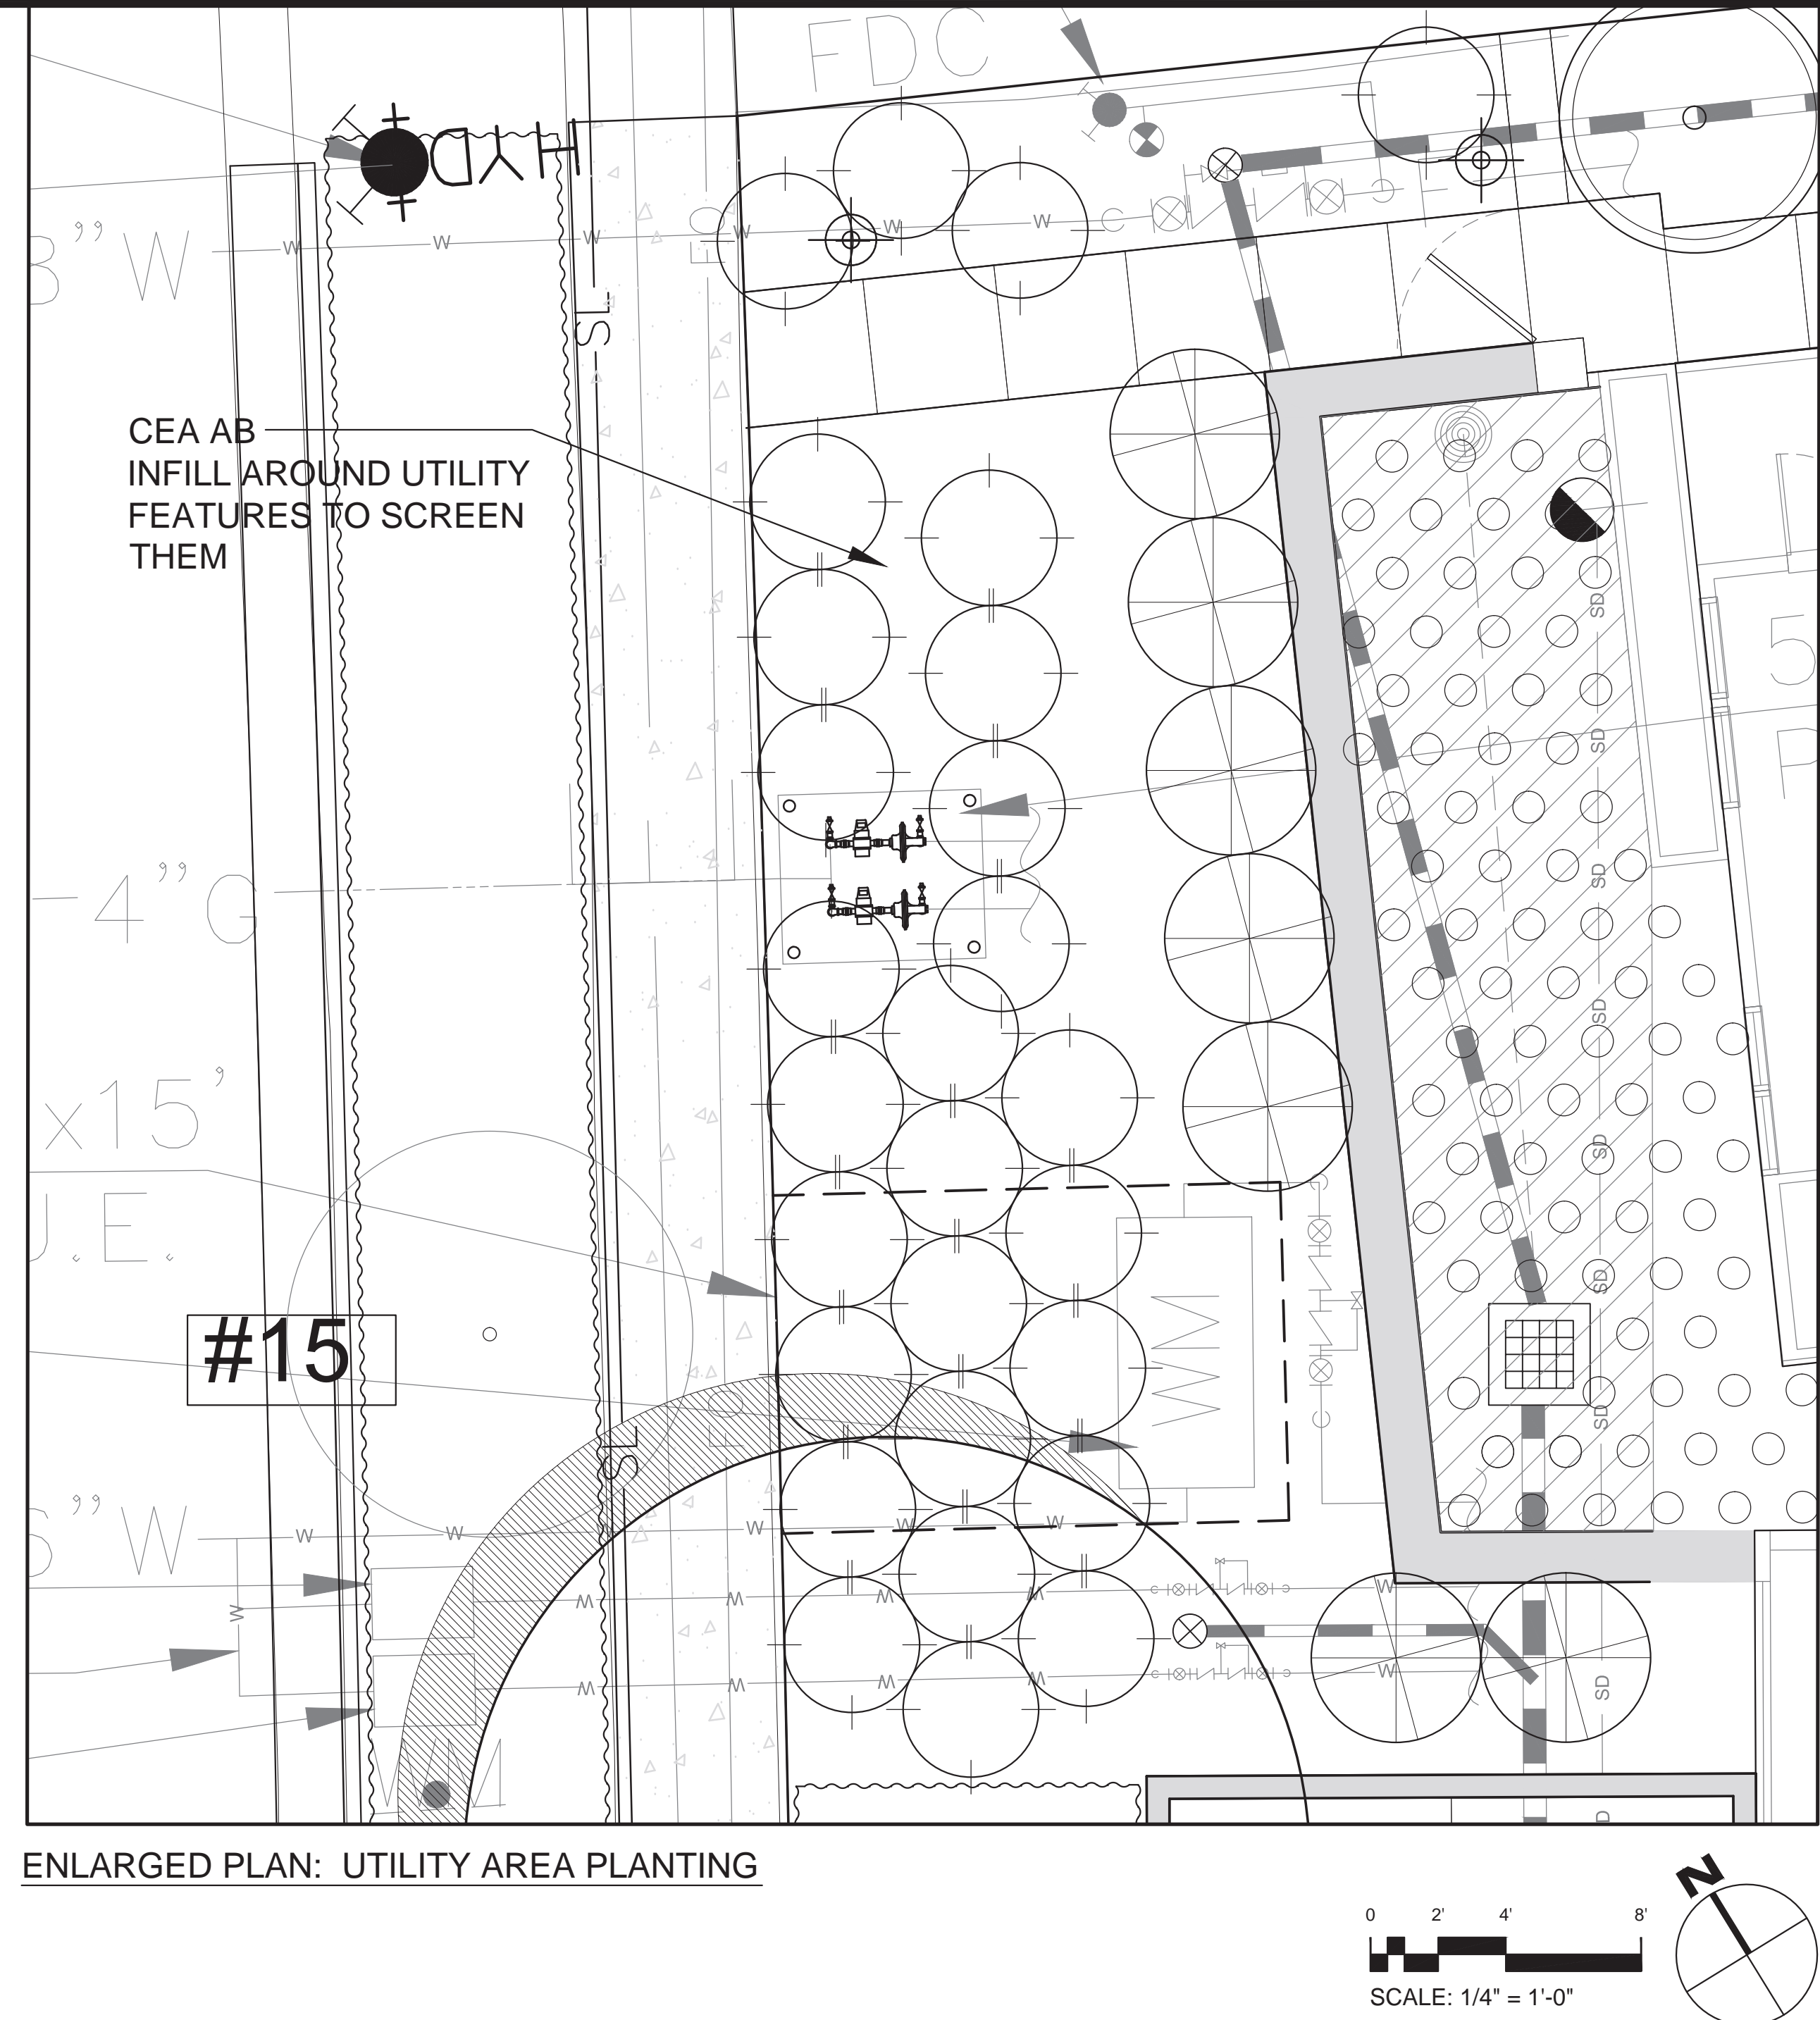 FDC
HYD
8" W
W W W W W W
FO
SL
CEA AB
INFILL AROUND UTILITY
FEATURES TO SCREEN
THEM
SD
SD
4"
SD
SD
x15'
SD
.E.
SD
#15
WM
SD
SL
FO
" W
W W W W W
W
W W W W W
W W W W W
SD
WM
ENLARGED PLAN: UTILITY AREA PLANTING
N
0 2' 4' 8'
SCALE: 1/4" = 1'-0"